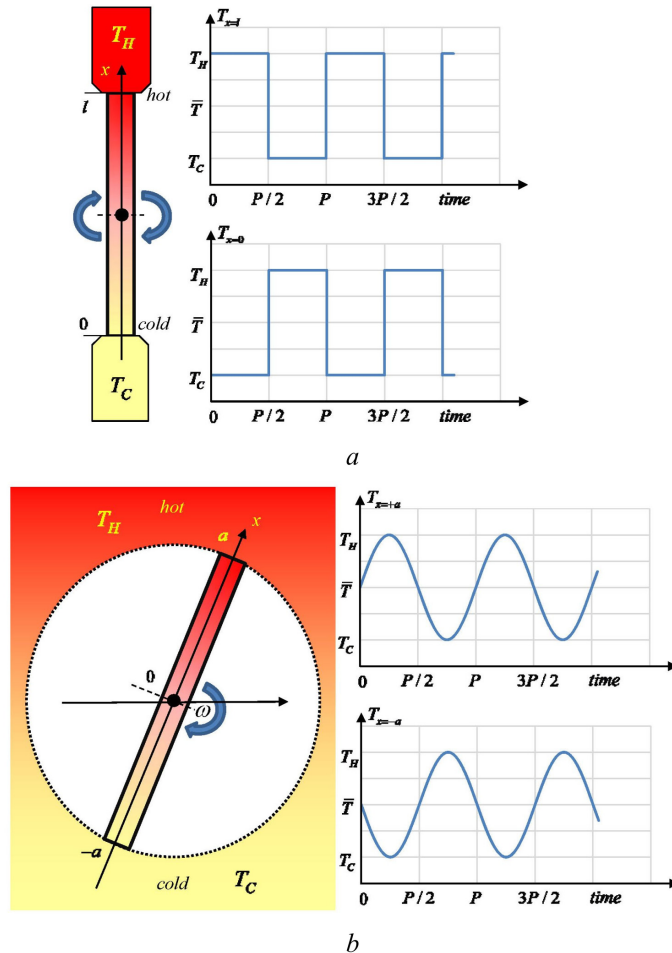 T_H
x
l
hot
0
cold
T_C
T_{x=l}
T_H
T̄
T_C
0 P/2 P 3P/2 time
T_{x=0}
T_H
T̄
T_C
0 P/2 P 3P/2 time
a
T_H
hot
x
a
0
ω
-a
cold
T_C
T_{x=+a}
T_H
T̄
T_C
0 P/2 P 3P/2 time
T_{x=-a}
T_H
T̄
T_C
0 P/2 P 3P/2 time
b